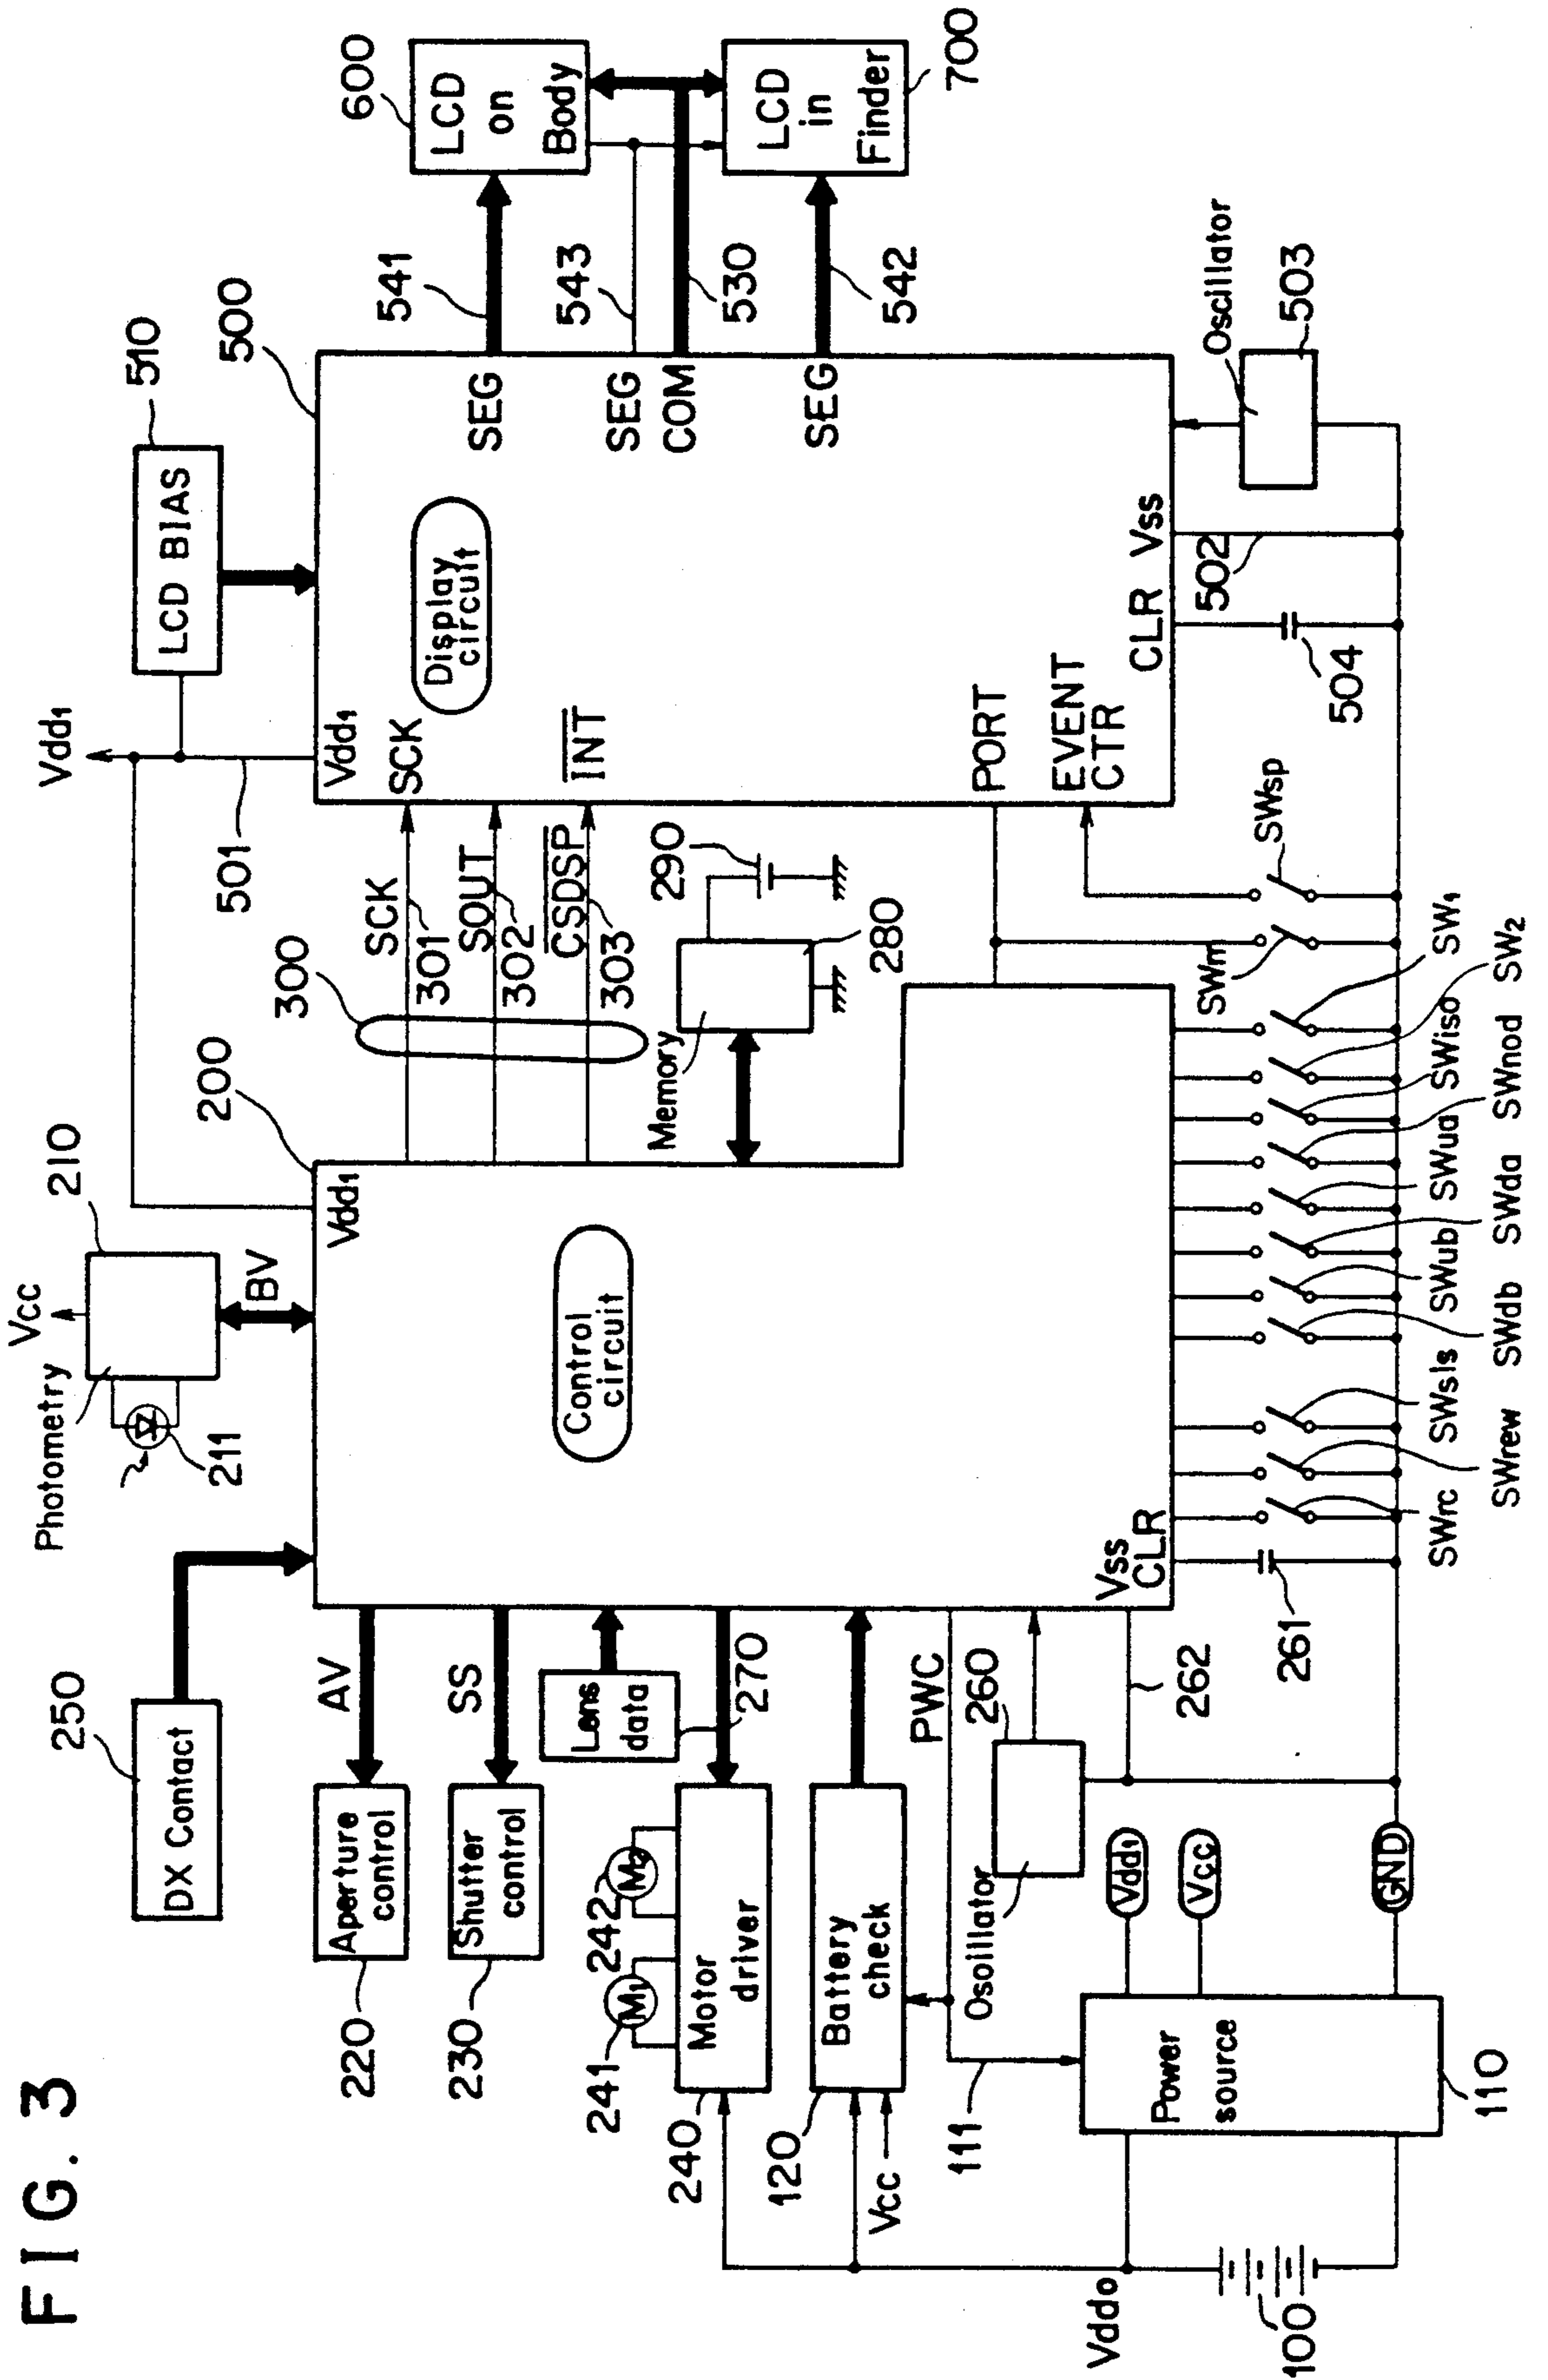 FIG. 3
250
DX Contact
Photometry
Vcc
210
211
BV
Vdd1
501
510
LCD BIAS
AV
Aperture
control
220
SS
Shutter
control
230
Lens
data
270
241
M1
242
M2
Motor
driver
240
Battery
check
120
Vcc
PWC
111
260
Osoillator
262
Vss
CLR
261
Vdd1
200
Control
circuit
300
SCK
301
SOUT
302
CSDSP
303
Memory
280
290
500
Vdd1
SCK
INT
Display
circuit
PORT
EVENT
CTR
CLR
Vss
502
504
Oscillator
503
SEG
SEG
COM
SEG
541
543
530
542
600
LCD
on
Body
LCD
in
Finder
700
Vddo
100
Power
source
110
Vdd1
Vcc
GND
SWrc
SWrew
SWsls
SWdb
SWub
SWda
SWua
SWnod
SWiso
SW2
SW1
SWm
SWsp